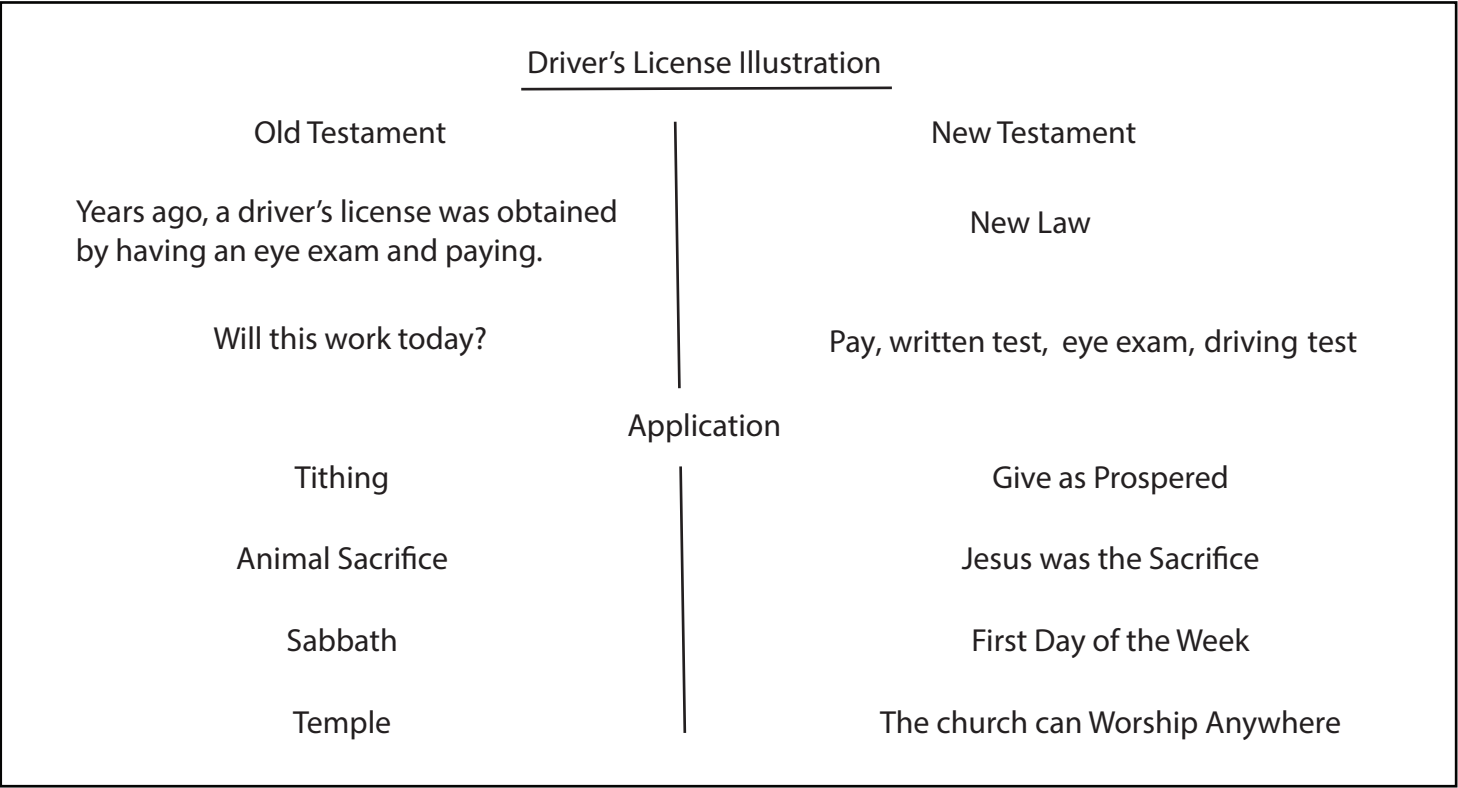 Driver’s License Illustration
Old Testament
New Testament
Years ago, a driver’s license was obtained
by having an eye exam and paying.
New Law
Will this work today?
Pay, written test, eye exam, driving test
Application
Tithing
Give as Prospered
Animal Sacrifice
Jesus was the Sacrifice
Sabbath
First Day of the Week
Temple
The church can Worship Anywhere